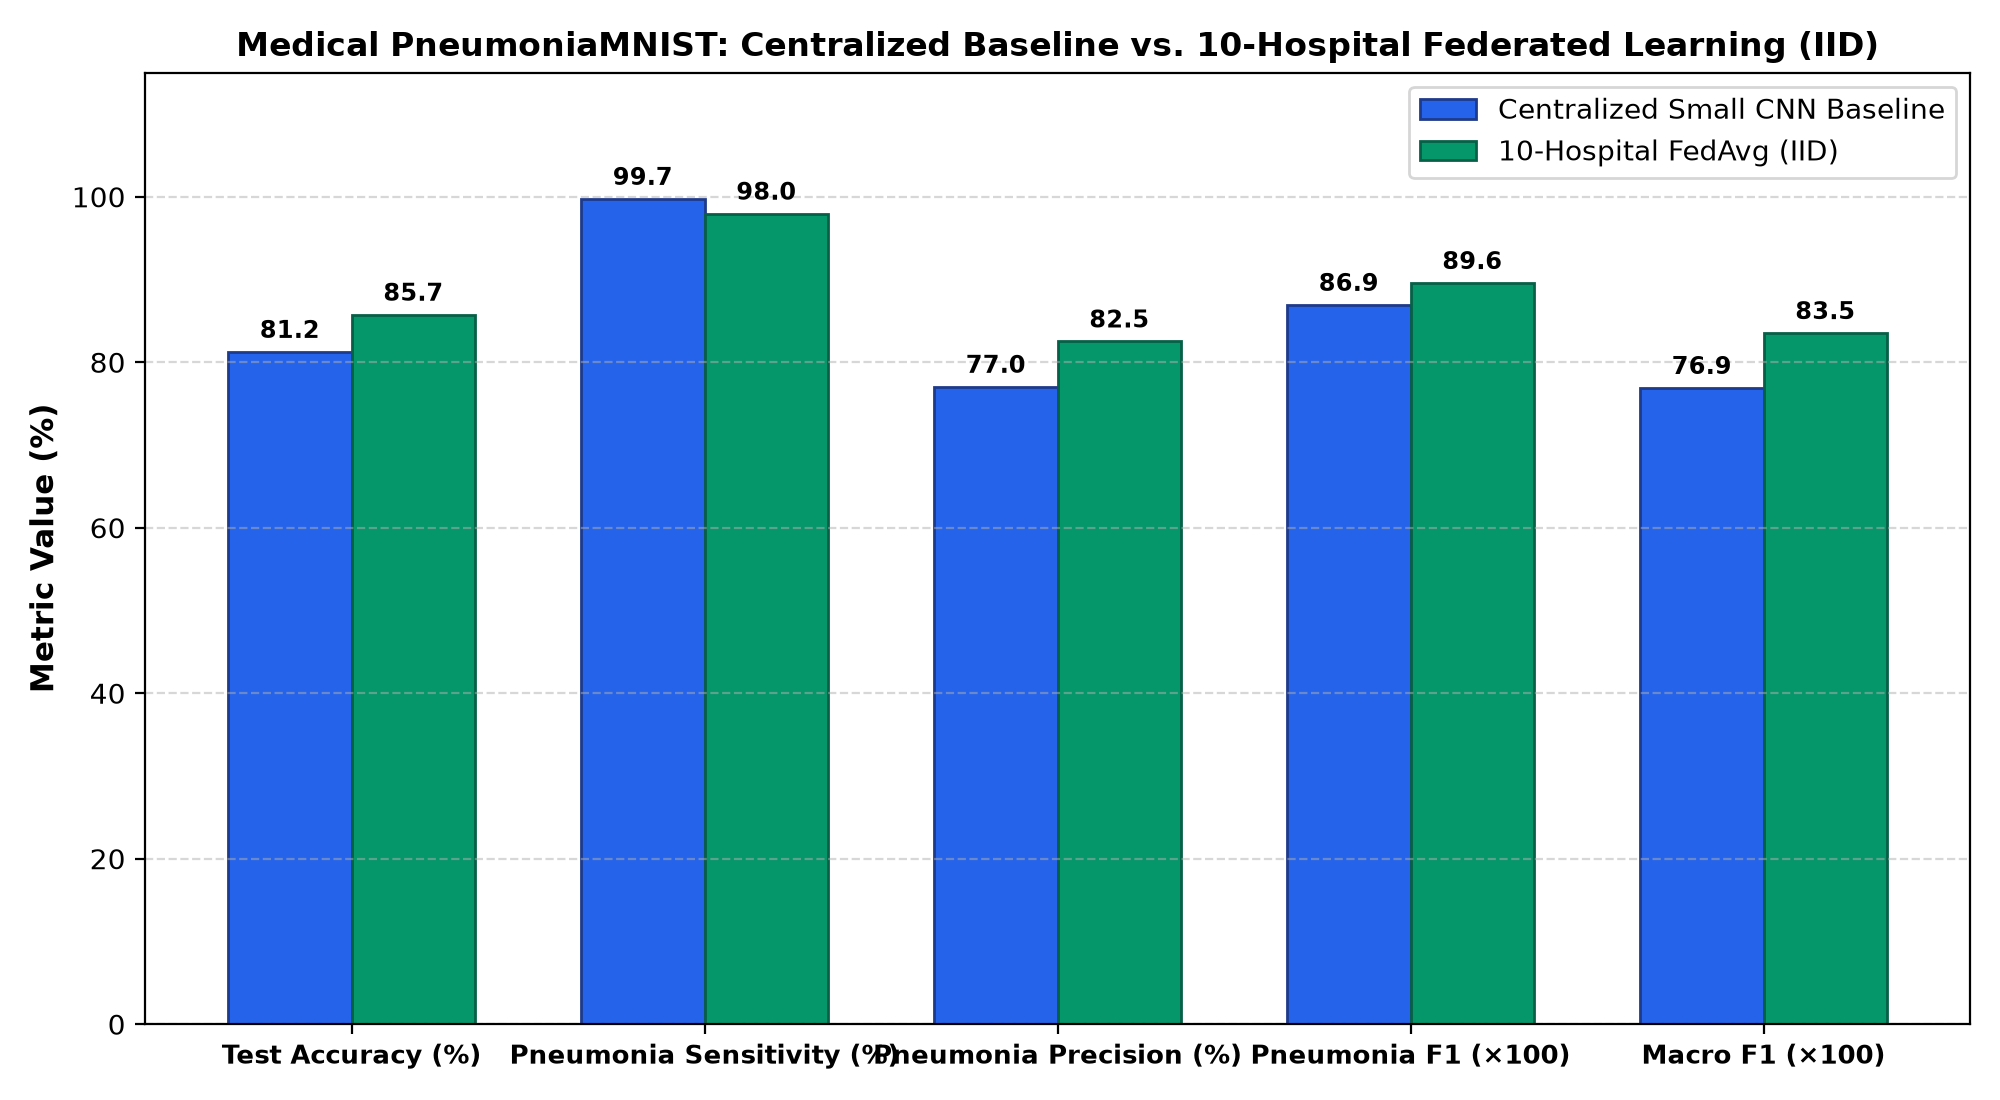 Medical PneumoniaMNIST: Centralized Baseline vs. 10-Hospital Federated Learning (IID)
Centralized Small CNN Baseline
10-Hospital FedAvg (IID)
Metric Value (%)
100
80
60
40
20
0
81.2
85.7
99.7
98.0
77.0
82.5
86.9
89.6
76.9
83.5
Test Accuracy (%)
Pneumonia Sensitivity (%)
Pneumonia Precision (%)
Pneumonia F1 (×100)
Macro F1 (×100)